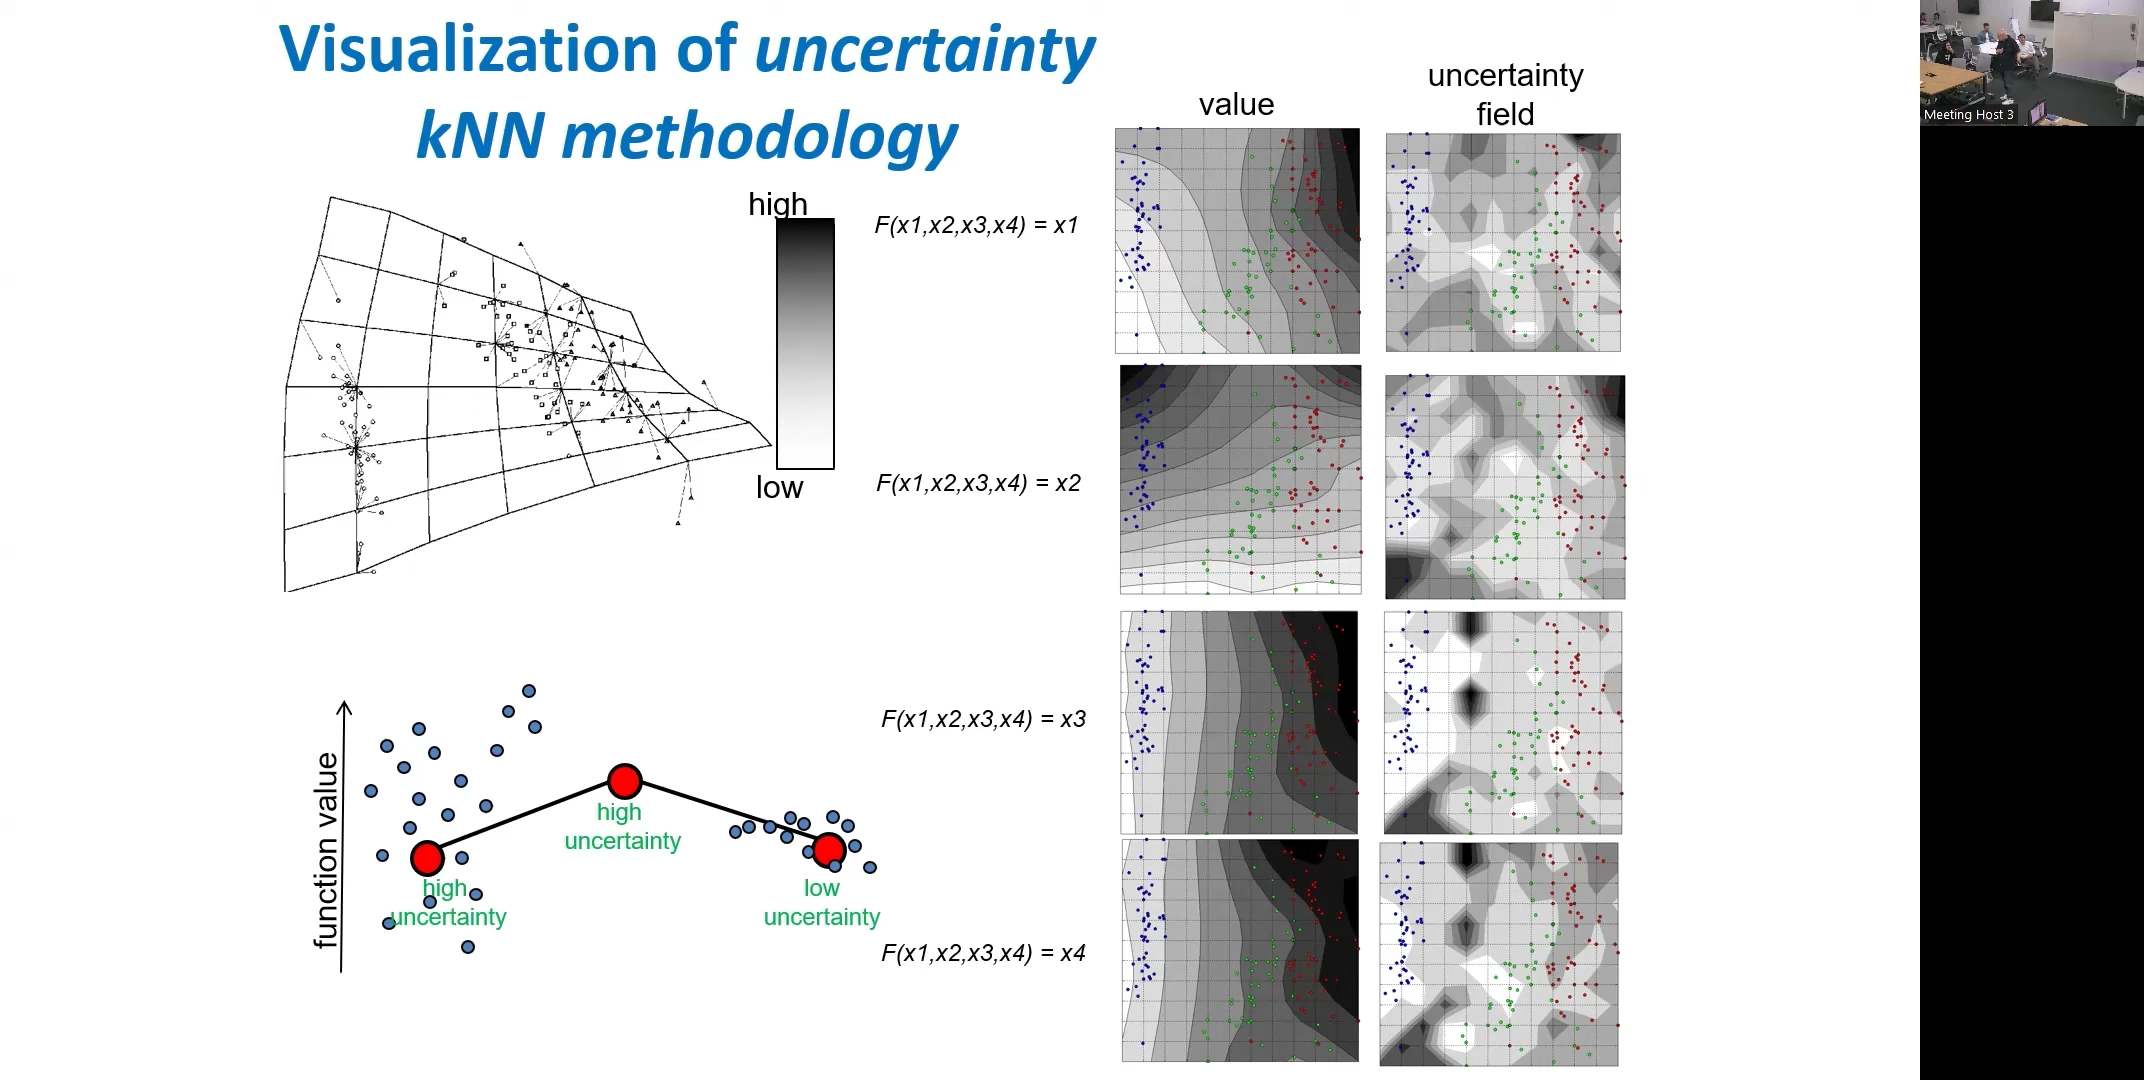 Visualization of uncertainty
kNN methodology
value
uncertainty
field
high
low
F(x1,x2,x3,x4) = x1
F(x1,x2,x3,x4) = x2
F(x1,x2,x3,x4) = x3
F(x1,x2,x3,x4) = x4
function value
high
uncertainty
high
uncertainty
low
uncertainty
Meeting Host 3